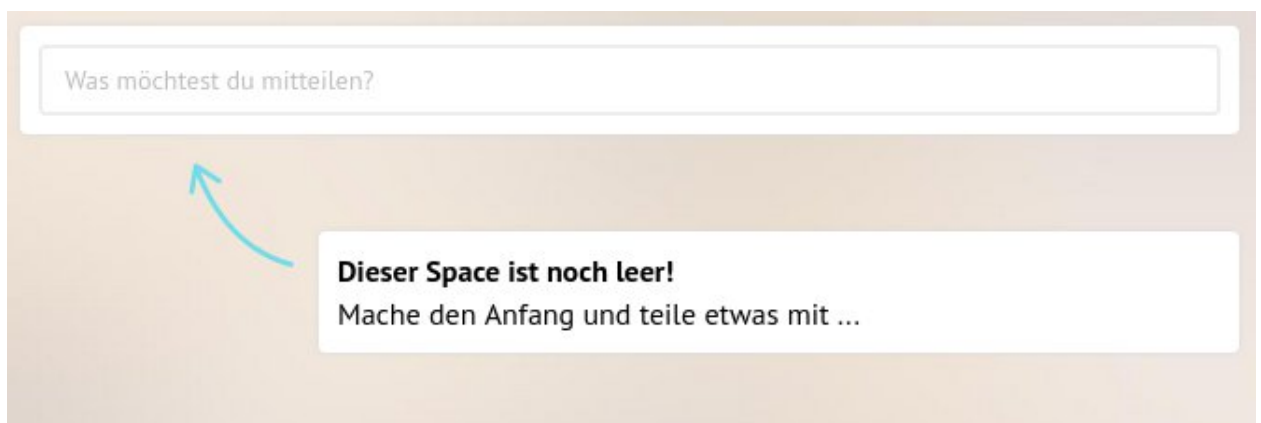 Was möchtest du mitteilen?
Dieser Space ist noch leer!
Mache den Anfang und teile etwas mit ...